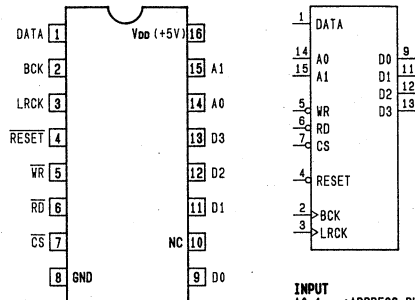 DATA 1 VDD (+5V) 16
BCK 2 15 A1
LRCK 3 14 A0
RESET 4 13 D3
WR 5 12 D2
RD 6 11 D1
CS 7 NC 10
8 GND 9 D0
1 DATA
14 A0 D0 9
15 A1 D1 11
D2 12
D3 13
5 WR
6 RD
7 CS
4 RESET
2 BCK
3 LRCK
INPUT